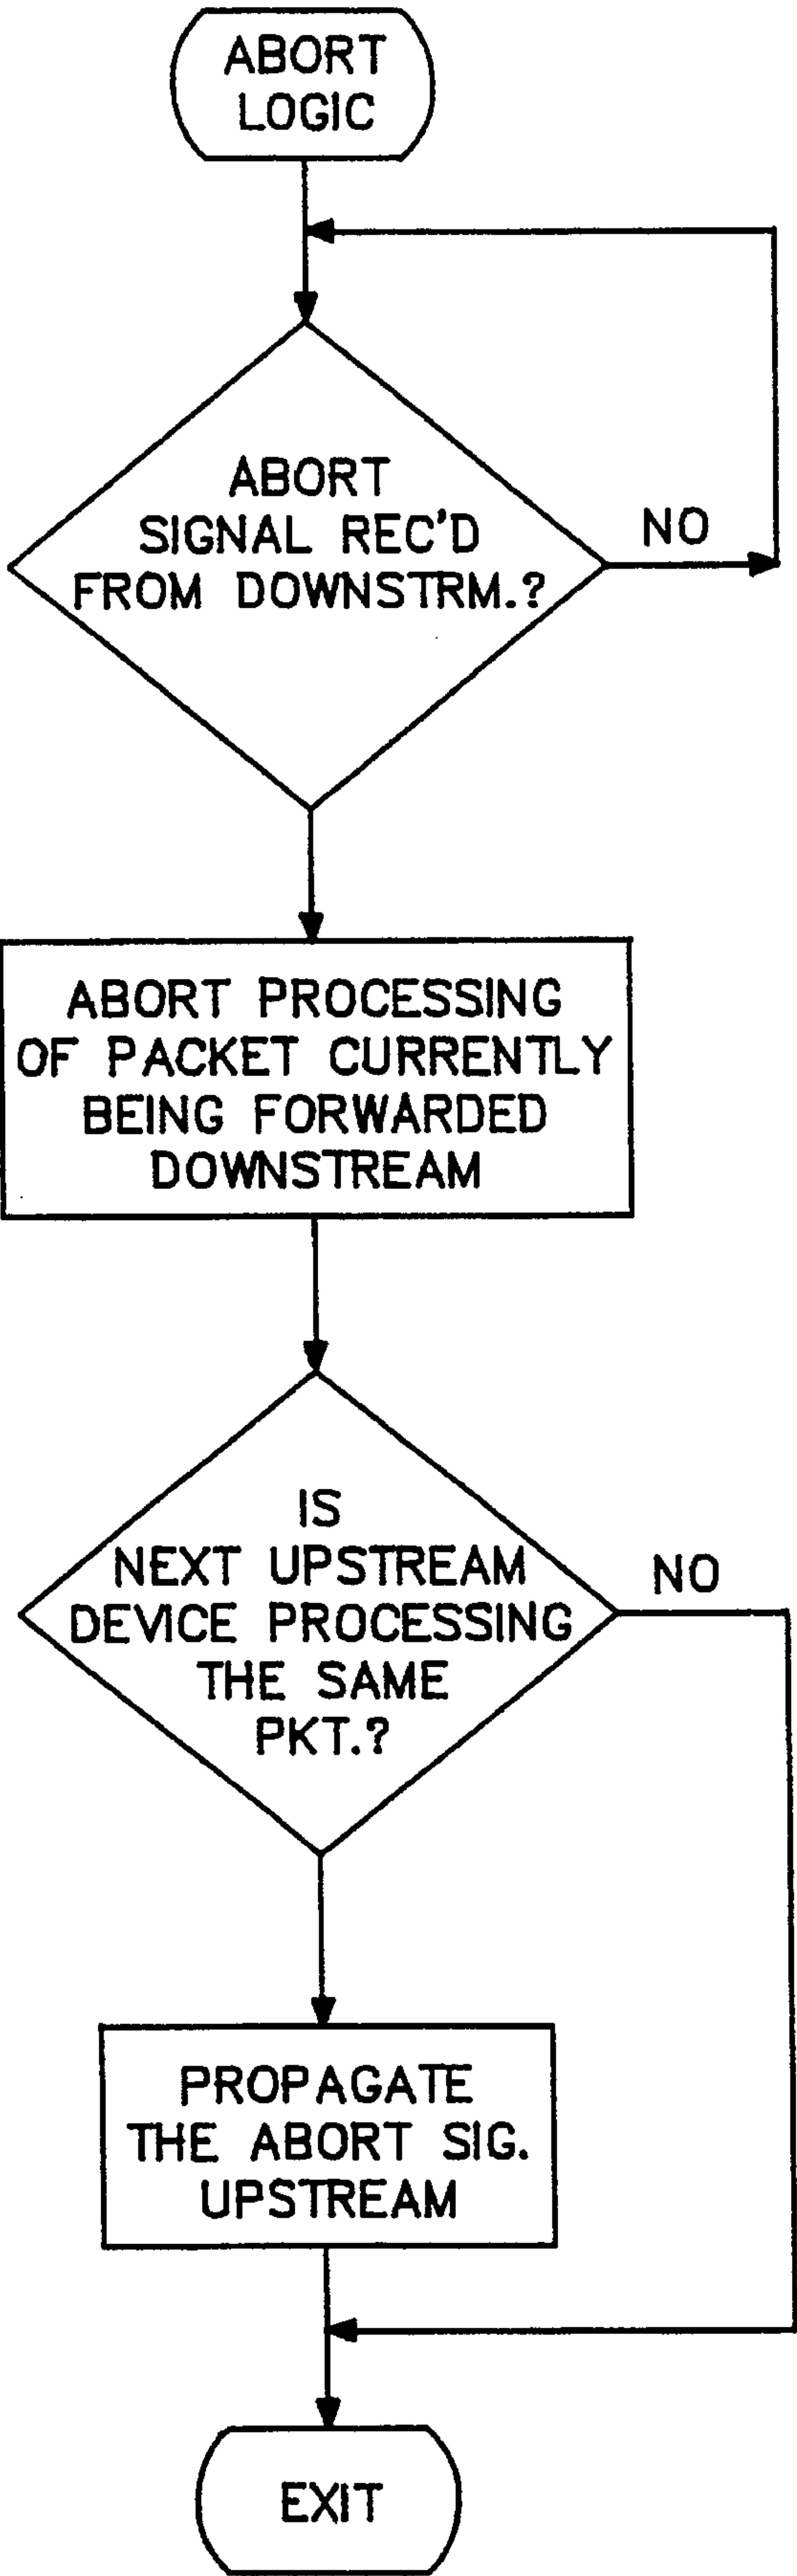 ABORT
LOGIC
ABORT
SIGNAL REC'D
FROM DOWNSTRM.?
NO
ABORT PROCESSING
OF PACKET CURRENTLY
BEING FORWARDED
DOWNSTREAM
IS
NEXT UPSTREAM
DEVICE PROCESSING
THE SAME
PKT.?
NO
PROPAGATE
THE ABORT SIG.
UPSTREAM
EXIT